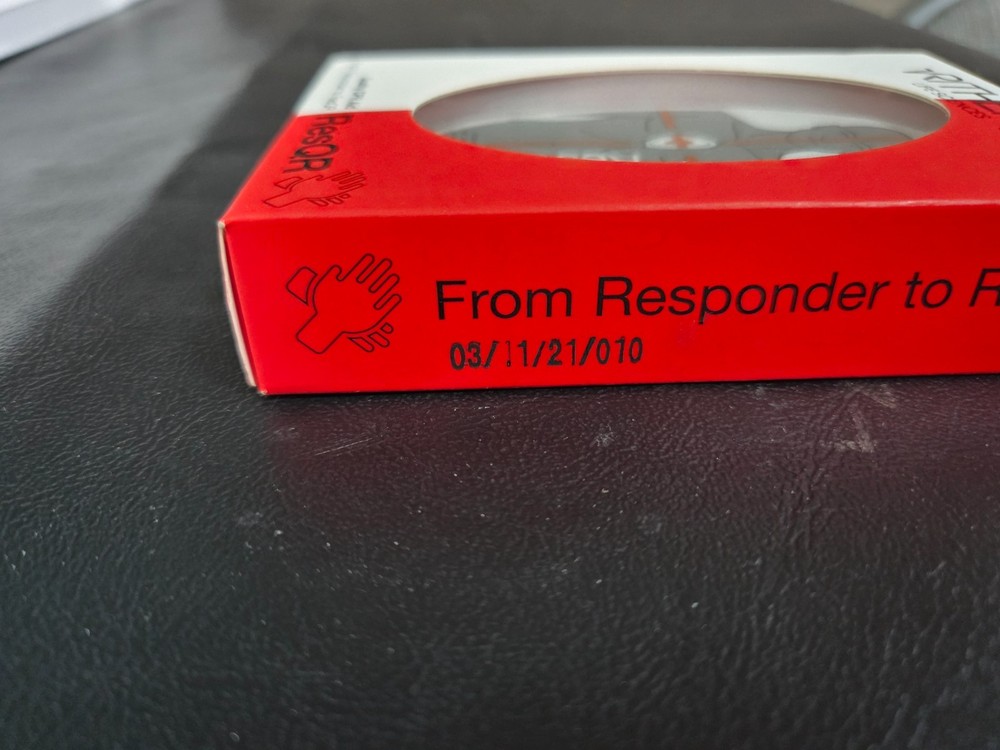 ResQR
From Responder to R
03/11/21/010